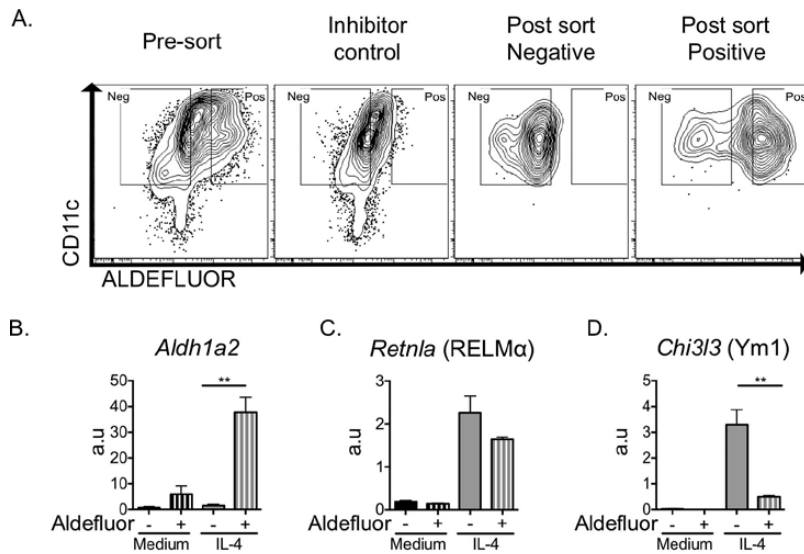 A.
Pre-sort
Inhibitor
control
Post sort
Negative
Post sort
Positive
Neg
Pos
Neg
Pos
Neg
Pos
Neg
Pos
CD11c
ALDEFLUOR
B.
Aldh1a2
a.u
50
40
30
20
10
0
**
Aldefluor - + - +
Medium IL-4
C.
Retnla (RELMα)
a.u
3
2
1
0
Aldefluor - + - +
Medium IL-4
D.
Chi3l3 (Ym1)
a.u
5
4
3
2
1
0
**
Aldefluor - + - +
Medium IL-4